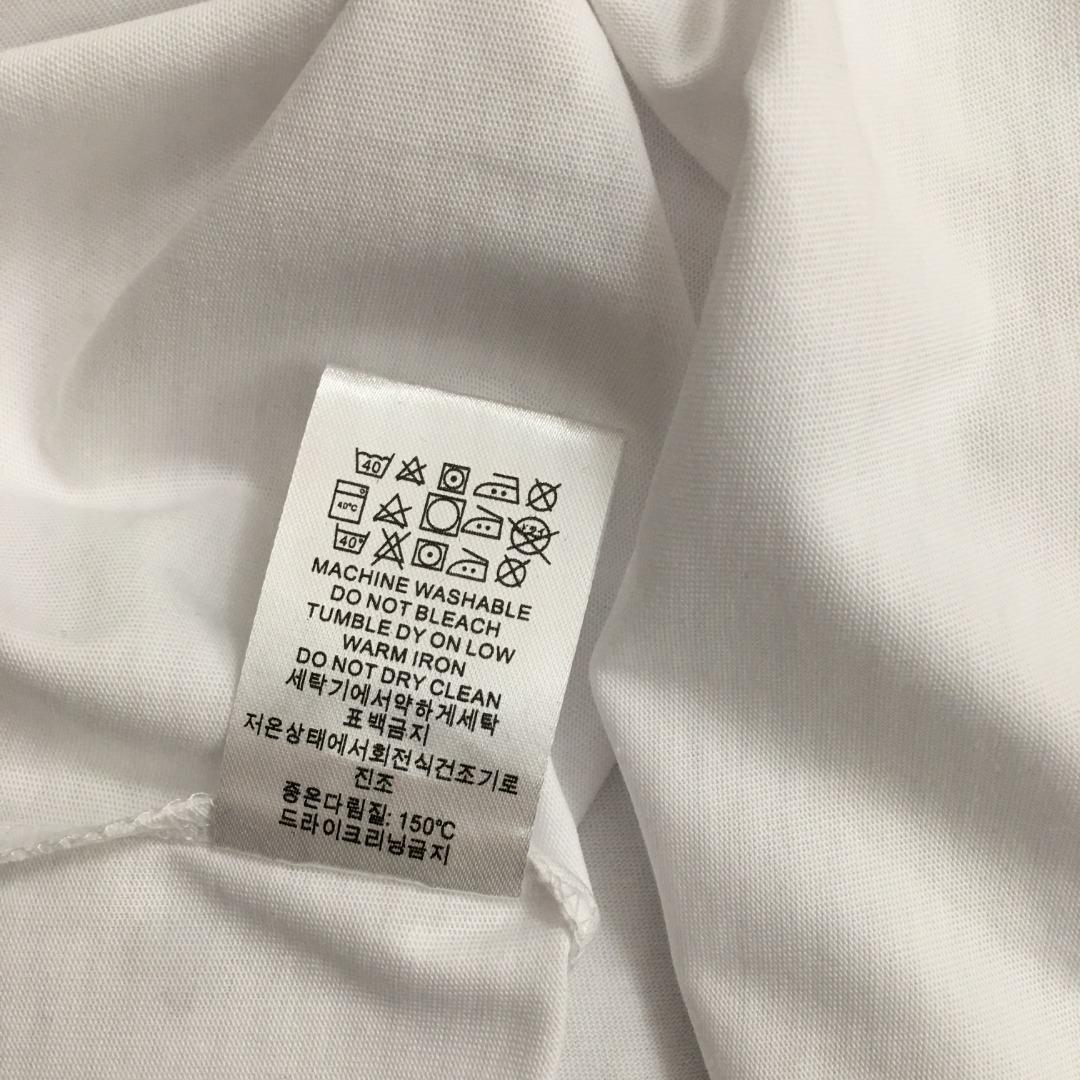 40
40℃ ドライ
40°
MACHINE WASHABLE
DO NOT BLEACH
TUMBLE DY ON LOW
WARM IRON
DO NOT DRY CLEAN
세탁기에서약하게세탁
표백금지
저온상태에서회전식건조기로
진조
중온다림질: 150℃
드라이크리닝금지